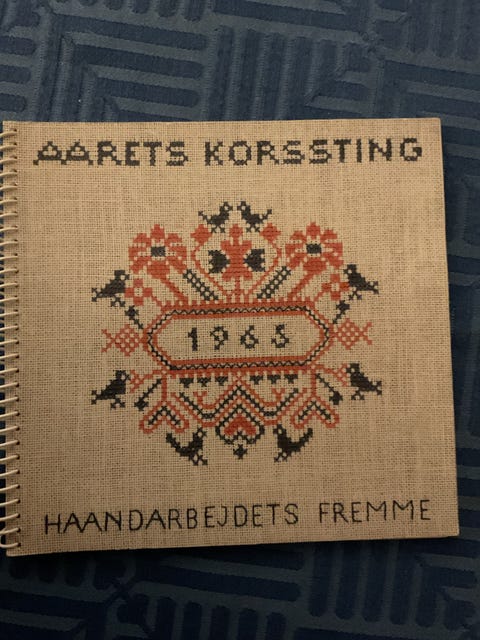 AARETS KORSSTING
1965
HAANDARBEJDETS FREMME